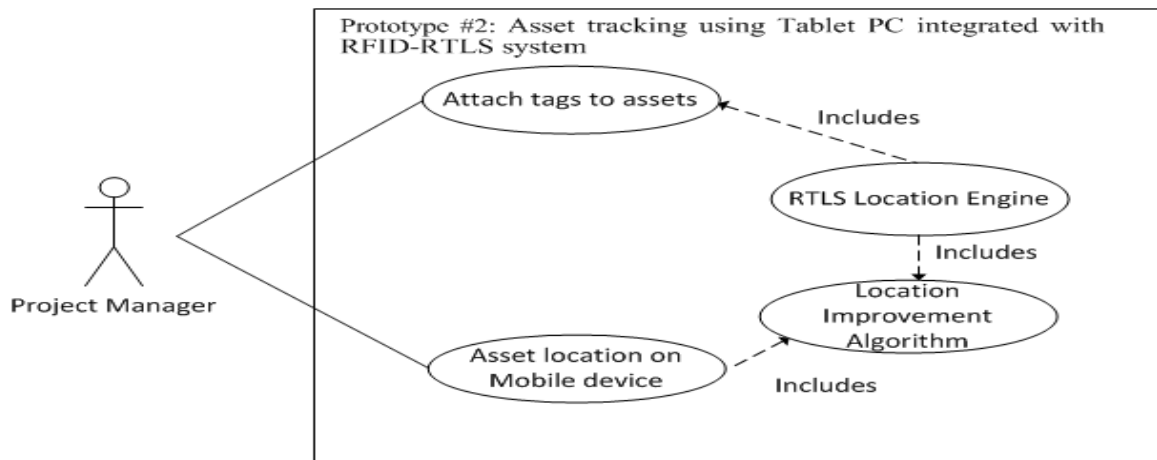 Prototype #2: Asset tracking using Tablet PC integrated with
RFID-RTLS system
Attach tags to assets
Includes
RTLS Location Engine
Includes
Project Manager
Location
Improvement
Algorithm
Asset location on
Mobile device
Includes